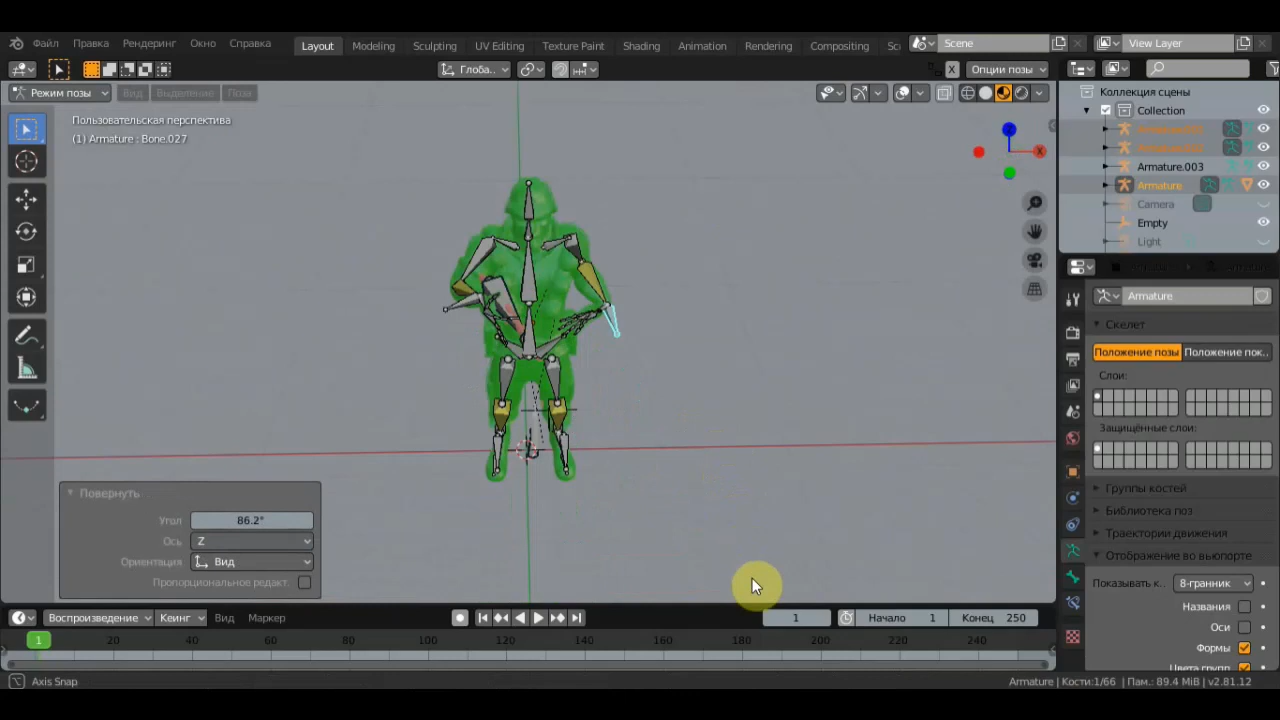 Файл Правка Рендеринг Окно Справка Layout Modeling Sculpting UV Editing Texture Paint Shading Animation Rendering Compositing Sc Scene View Layer
Глоба.. X Опции позы
Режим позы Вид Выделение Поза
Пользовательская перспектива
(1) Armature : Bone.027
X
Коллекция сцены
Collection
Armature.003
Armature
Camera
Empty
Light
Armature
Скелет
Положение позы Положение пок..
Слои:
Защищённые слои:
Группы костей
Библиотека поз
Траектории движения
Отображение во вьюпорте
Показывать к.. 8-гранник
Названия
Оси
Формы
Цвета групп
Повернуть
Угол 86.2°
Ось Z
Ориентация Вид
Пропорциональное редакт.
Воспроизведение Кеинг Вид Маркер 1 Начало 1 Конец 250
1 20 40 60 80 100 120 140 160 180 200 220 240
Axis Snap Armature | Кости:1/66 | Пам.: 89.4 MiB | v2.81.12